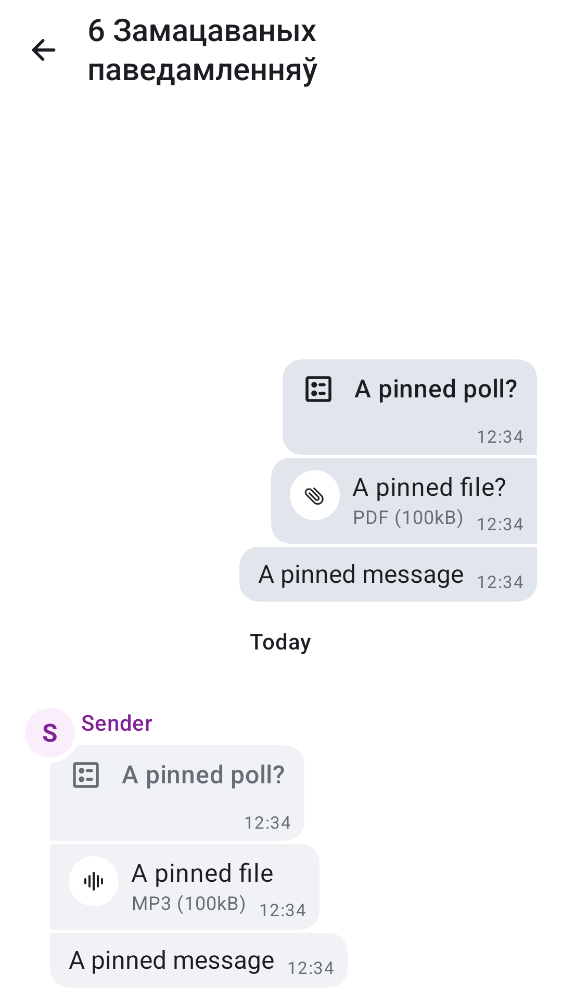 6 Замацаваных
паведамленняў
A pinned poll?
12:34
A pinned file?
PDF (100kB) 12:34
A pinned message 12:34
Today
S Sender
A pinned poll?
12:34
A pinned file
MP3 (100kB) 12:34
A pinned message 12:34